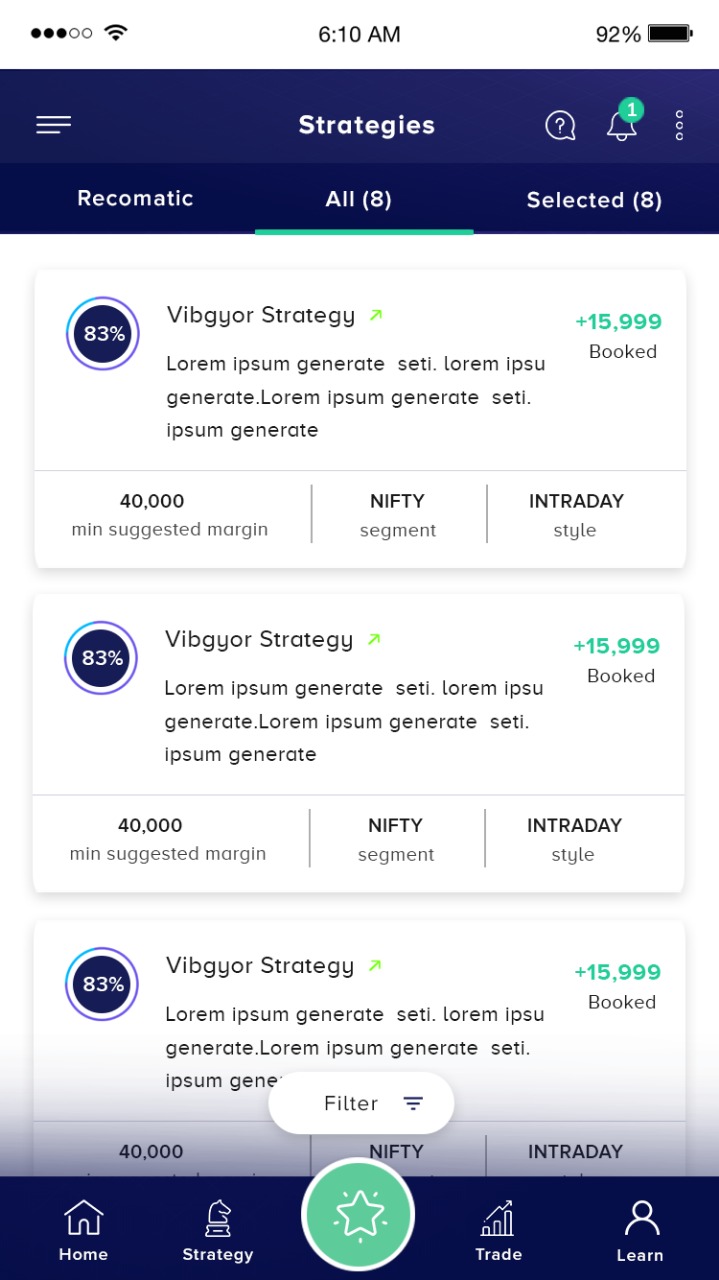 6:10 AM
92%
Strategies
1
Recomatic
All (8)
Selected (8)
83%
Vibgyor Strategy
+15,999
Booked
Lorem ipsum generate  seti. lorem ipsu
generate.Lorem ipsum generate  seti.
ipsum generate
40,000
NIFTY
INTRADAY
min suggested margin
segment
style
83%
Vibgyor Strategy
+15,999
Booked
Lorem ipsum generate  seti. lorem ipsu
generate.Lorem ipsum generate  seti.
ipsum generate
40,000
NIFTY
INTRADAY
min suggested margin
segment
style
83%
Vibgyor Strategy
+15,999
Booked
Lorem ipsum generate  seti. lorem ipsu
generate.Lorem ipsum generate  seti.
ipsum gene
Filter
40,000
NIFTY
INTRADAY
Home
Strategy
Trade
Learn